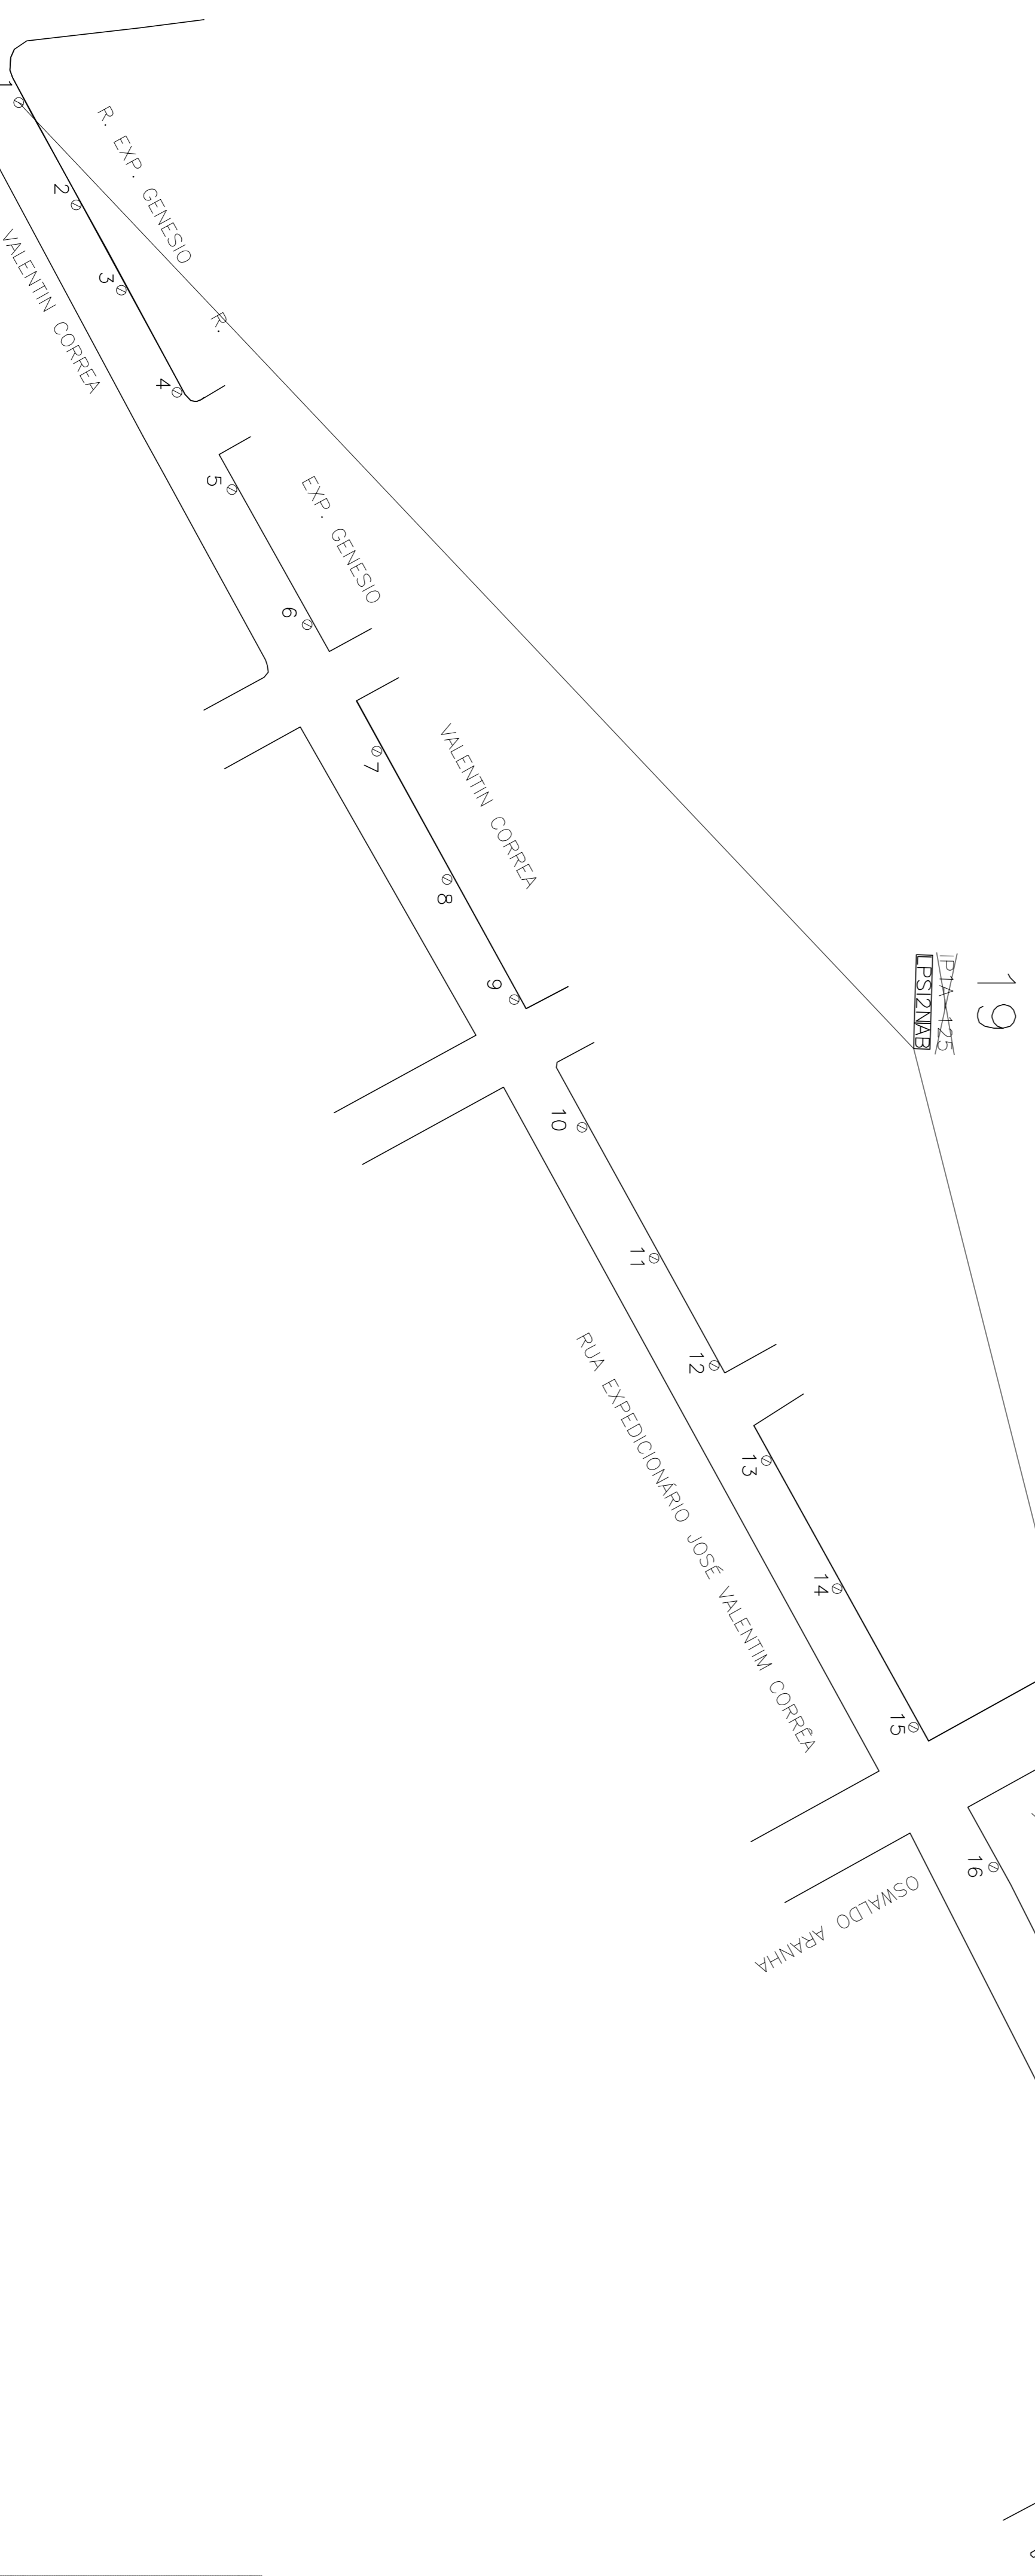 1
R. EXP. GENESIO
2
VALENTIN CORREA
3
R.
4
5
EXP. GENESIO
6
7
VALENTIN CORREA
8
9
19
IP1A-125
LPSI2NAB
10
11
12
RUA EXPEDICIONÁRIO JOSÉ VALENTIM CORRÊA
13
14
15
16
OSWALDO ARANHA